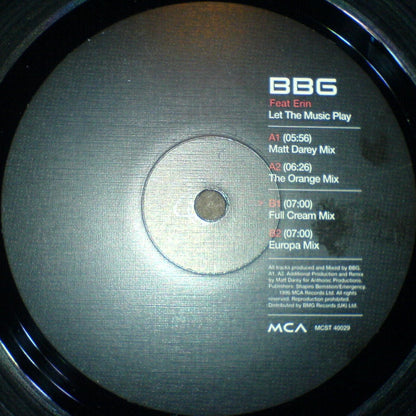 BBG
Feat Erin
Let The Music Play
A1 (05:56)
Matt Darey Mix
A2 (06:26)
The Orange Mix
B1 (07:00)
Full Cream Mix
B2 (07:00)
Europa Mix
All tracks produced and Mixed by BBG.
A1, A2. Additional Production and Remix
by Matt Darey for Anthonic Productions.
Publishers: Shapiro Bernstein/Emergency.
1996 MCA Records Ltd. All rights
reserved. Reproduction prohibited.
Distributed by BMG Records (UK) Ltd.
MCA MCST 40029